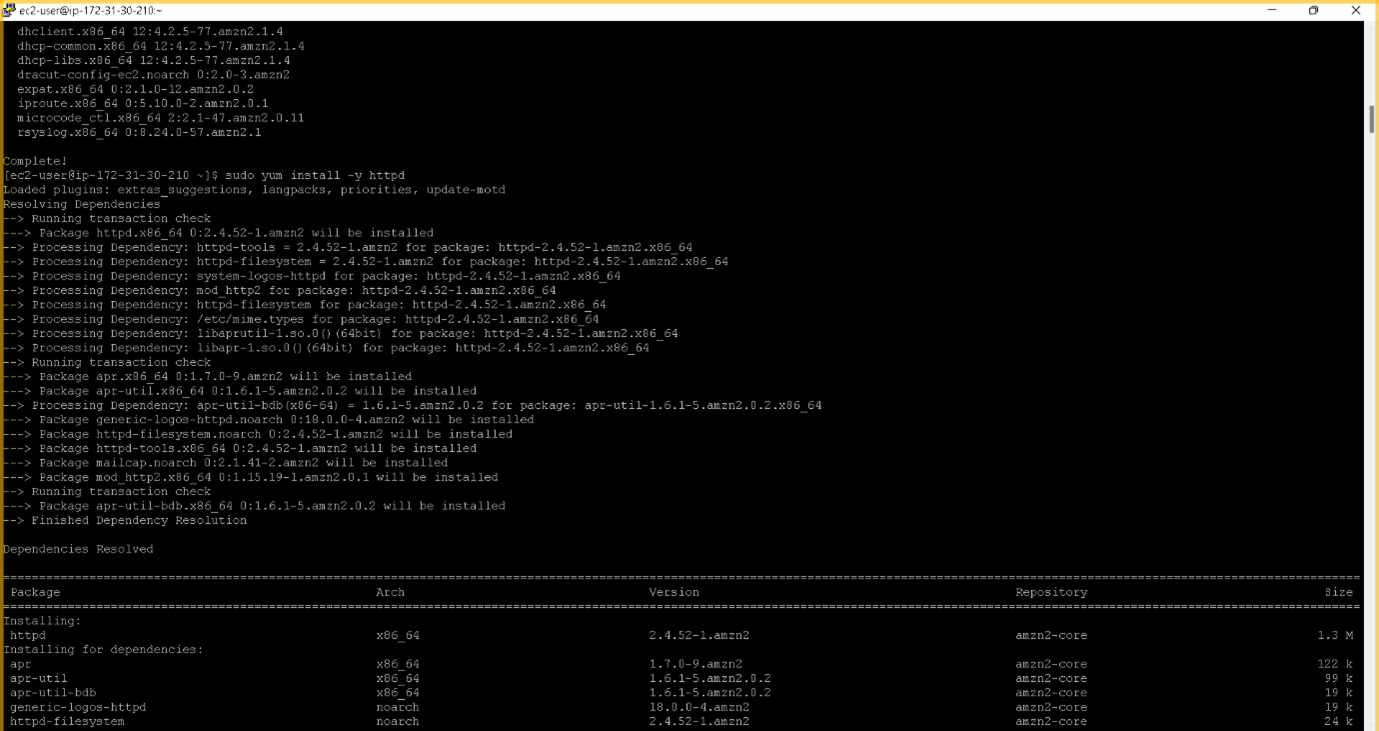 ec2-user@ip-172-31-30-210:~
dhclient.x86_64 12:4.2.5-77.amzn2.1.4
dhcp-common.x86_64 12:4.2.5-77.amzn2.1.4
dhcp-libs.x86_64 12:4.2.5-77.amzn2.1.4
dracut-config-ec2.noarch 0:2.0-3.amzn2
expat.x86_64 0:2.1.0-12.amzn2.0.2
iproute.x86_64 0:5.10.0-2.amzn2.0.1
microcode_ctl.x86_64 2:2.1-47.amzn2.0.11
rsyslog.x86_64 0:8.24.0-57.amzn2.1
Complete!
[ec2-user@ip-172-31-30-210 ~]$ sudo yum install -y httpd
Loaded plugins: extras_suggestions, langpacks, priorities, update-motd
Resolving Dependencies
--> Running transaction check
---> Package httpd.x86_64 0:2.4.52-1.amzn2 will be installed
--> Processing Dependency: httpd-tools = 2.4.52-1.amzn2 for package: httpd-2.4.52-1.amzn2.x86_64
--> Processing Dependency: httpd-filesystem = 2.4.52-1.amzn2 for package: httpd-2.4.52-1.amzn2.x86_64
--> Processing Dependency: system-logos-httpd for package: httpd-2.4.52-1.amzn2.x86_64
--> Processing Dependency: mod_http2 for package: httpd-2.4.52-1.amzn2.x86_64
--> Processing Dependency: httpd-filesystem for package: httpd-2.4.52-1.amzn2.x86_64
--> Processing Dependency: /etc/mime.types for package: httpd-2.4.52-1.amzn2.x86_64
--> Processing Dependency: libaprutil-1.so.0()(64bit) for package: httpd-2.4.52-1.amzn2.x86_64
--> Processing Dependency: libapr-1.so.0()(64bit) for package: httpd-2.4.52-1.amzn2.x86_64
--> Running transaction check
---> Package apr.x86_64 0:1.7.0-9.amzn2 will be installed
---> Package apr-util.x86_64 0:1.6.1-5.amzn2.0.2 will be installed
--> Processing Dependency: apr-util-bdb(x86-64) = 1.6.1-5.amzn2.0.2 for package: apr-util-1.6.1-5.amzn2.0.2.x86_64
---> Package generic-logos-httpd.noarch 0:18.0.0-4.amzn2 will be installed
---> Package httpd-filesystem.noarch 0:2.4.52-1.amzn2 will be installed
---> Package httpd-tools.x86_64 0:2.4.52-1.amzn2 will be installed
---> Package mailcap.noarch 0:2.1.41-2.amzn2 will be installed
---> Package mod_http2.x86_64 0:1.15.19-1.amzn2.0.1 will be installed
--> Running transaction check
---> Package apr-util-bdb.x86_64 0:1.6.1-5.amzn2.0.2 will be installed
--> Finished Dependency Resolution
Dependencies Resolved
Package Arch Version Repository Size
Installing:
httpd x86_64 2.4.52-1.amzn2 amzn2-core 1.3 M
Installing for dependencies:
apr x86_64 1.7.0-9.amzn2 amzn2-core 122 k
apr-util x86_64 1.6.1-5.amzn2.0.2 amzn2-core 99 k
apr-util-bdb x86_64 1.6.1-5.amzn2.0.2 amzn2-core 19 k
generic-logos-httpd noarch 18.0.0-4.amzn2 amzn2-core 19 k
httpd-filesystem noarch 2.4.52-1.amzn2 amzn2-core 24 k